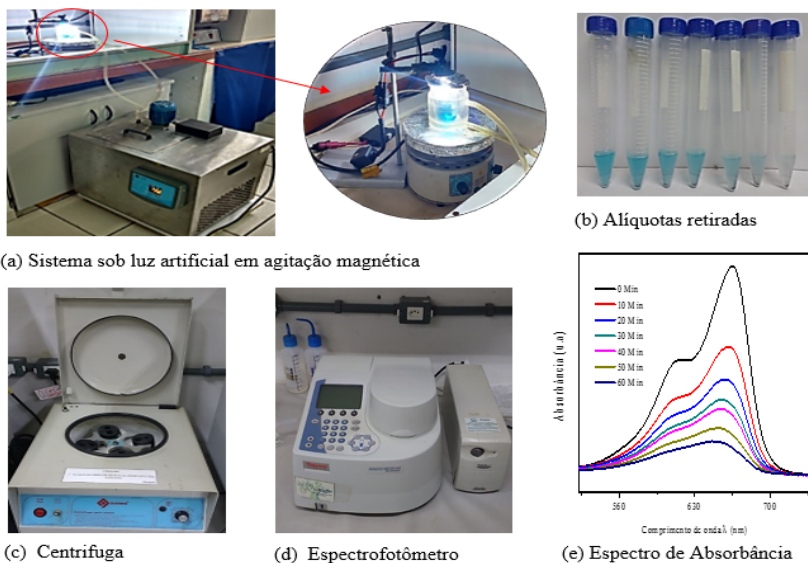 (a) Sistema sob luz artificial em agitação magnética
(b) Alíquotas retiradas
(c) Centrifuga
(d) Espectrofotômetro
Absorbância (u.a)
0 Min
10 Min
20 Min
30 Min
40 Min
50 Min
60 Min
560
630
700
Comprimento de onda λ (nm)
(e) Espectro de Absorbância